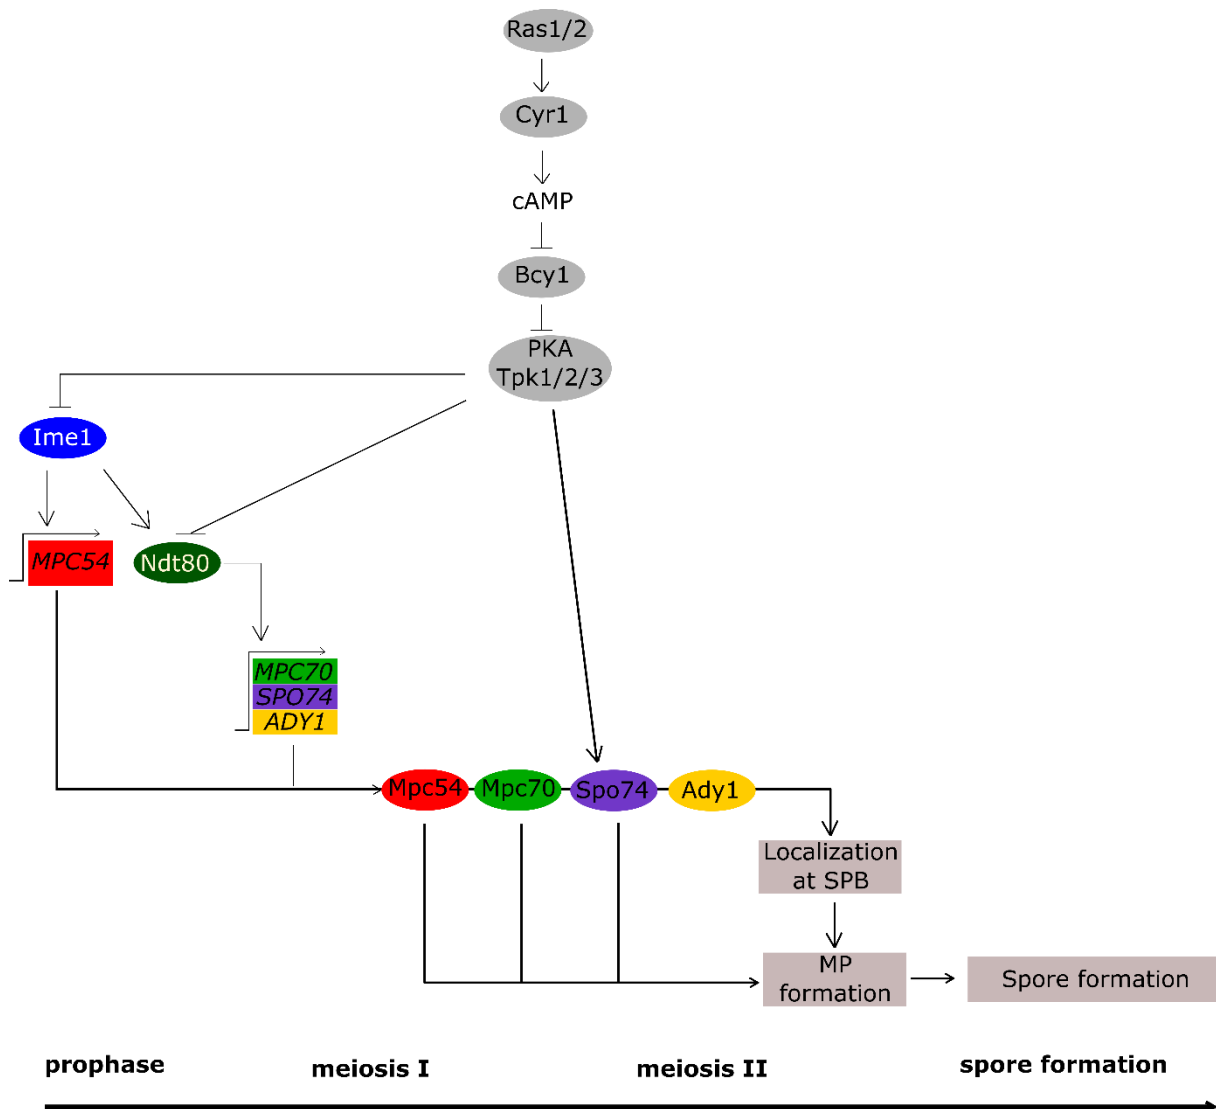 Ras1/2
Cyr1
cAMP
Bcy1
PKA
Tpk1/2/3
Ime1
MPC54
Ndt80
MPC70
SPO74
ADY1
Mpc54
Mpc70
Spo74
Ady1
Localization
at SPB
MP
formation
Spore formation
prophase
meiosis I
meiosis II
spore formation